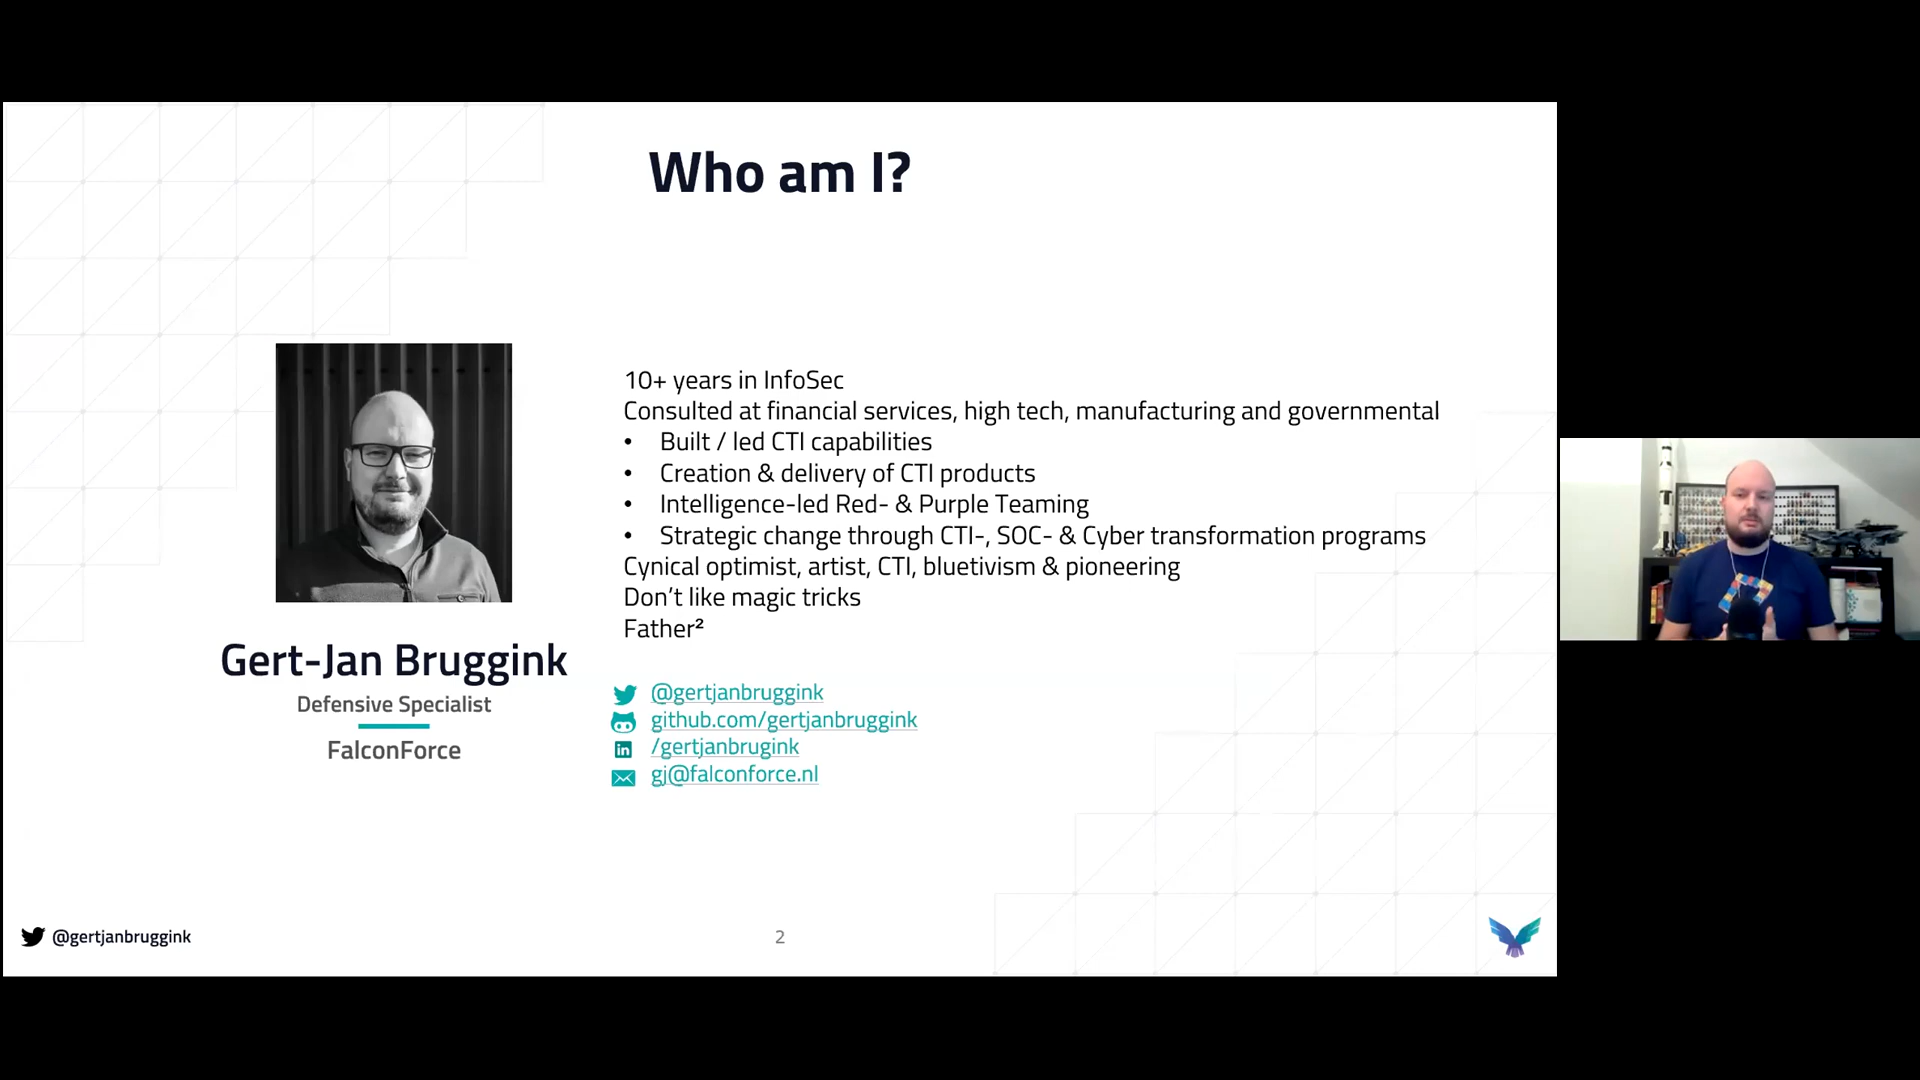 Who am I?
10+ years in InfoSec
Consulted at financial services, high tech, manufacturing and governmental
• Built / led CTI capabilities
• Creation & delivery of CTI products
• Intelligence-led Red- & Purple Teaming
• Strategic change through CTI-, SOC- & Cyber transformation programs
Cynical optimist, artist, CTI, bluetivism & pioneering
Don't like magic tricks
Father²
Gert-Jan Bruggink
Defensive Specialist
FalconForce
@gertjanbruggink
github.com/gertjanbruggink
/gertjanbrugink
gj@falconforce.nl
@gertjanbruggink
2